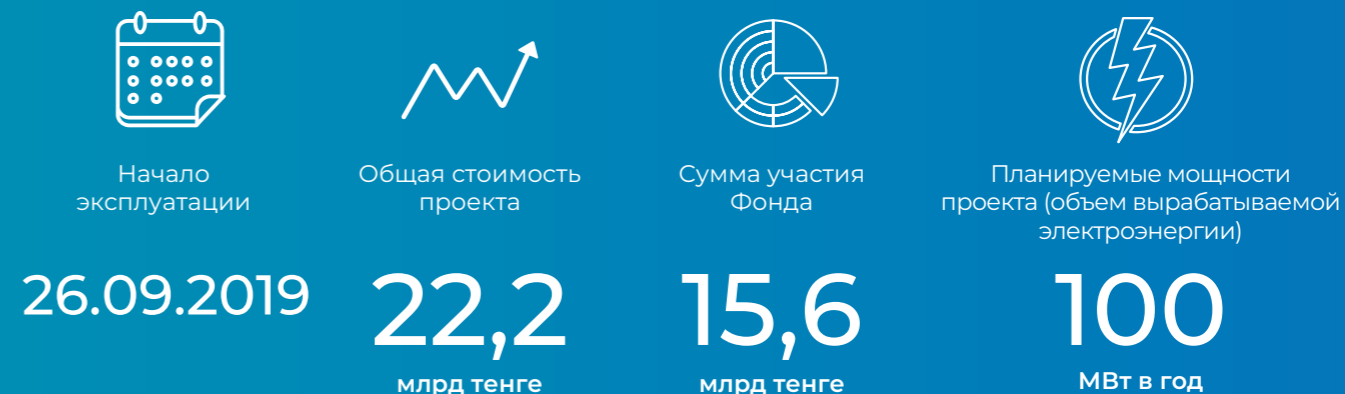 Начало
эксплуатации
26.09.2019
Общая стоимость
проекта
22,2
млрд тенге
Сумма участия
Фонда
15,6
млрд тенге
Планируемые мощности
проекта (объем вырабатываемой
электроэнергии)
100
МВт в год